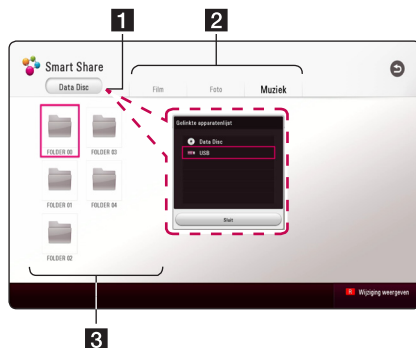 1
2
Smart Share
Data Disc
Film
Foto
Muziek
Gelinkte apparatenlijst
Data Disc
USB
Sluit
FOLDER 00
FOLDER 03
FOLDER 01
FOLDER 04
FOLDER 02
R Wijziging weergeven
3